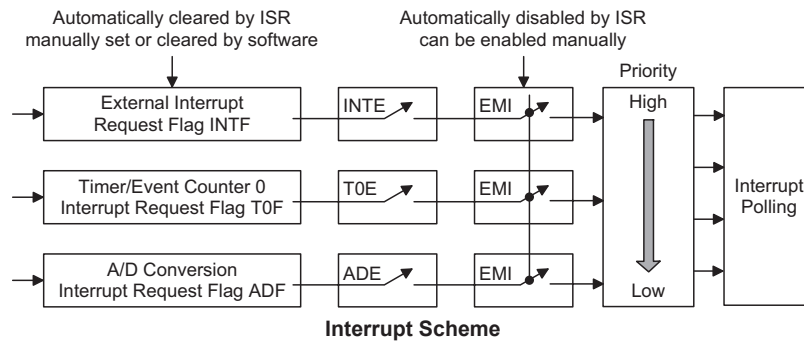 Automatically cleared by ISR
manually set or cleared by software
Automatically disabled by ISR
can be enabled manually
Priority
External Interrupt
Request Flag INTF
INTE
EMI
High
Timer/Event Counter 0
Interrupt Request Flag T0F
T0E
EMI
Interrupt
Polling
A/D Conversion
Interrupt Request Flag ADF
ADE
EMI
Low
Interrupt Scheme